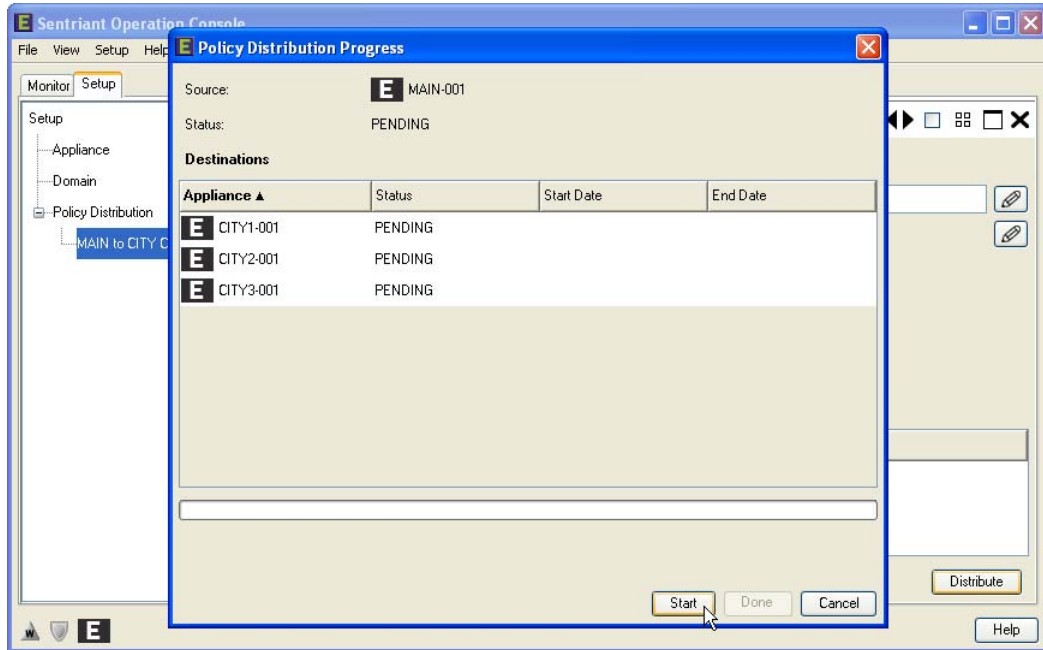 E Sentriant Operation Console
File View Setup Help
E Policy Distribution Progress
Monitor Setup
Setup
Appliance
Domain
Policy Distribution
MAIN to CITY C
Source: E MAIN-001
Status: PENDING
Destinations
Appliance ▲ Status Start Date End Date
E CITY1-001 PENDING
E CITY2-001 PENDING
E CITY3-001 PENDING
Distribute
Start Done Cancel
W E Help